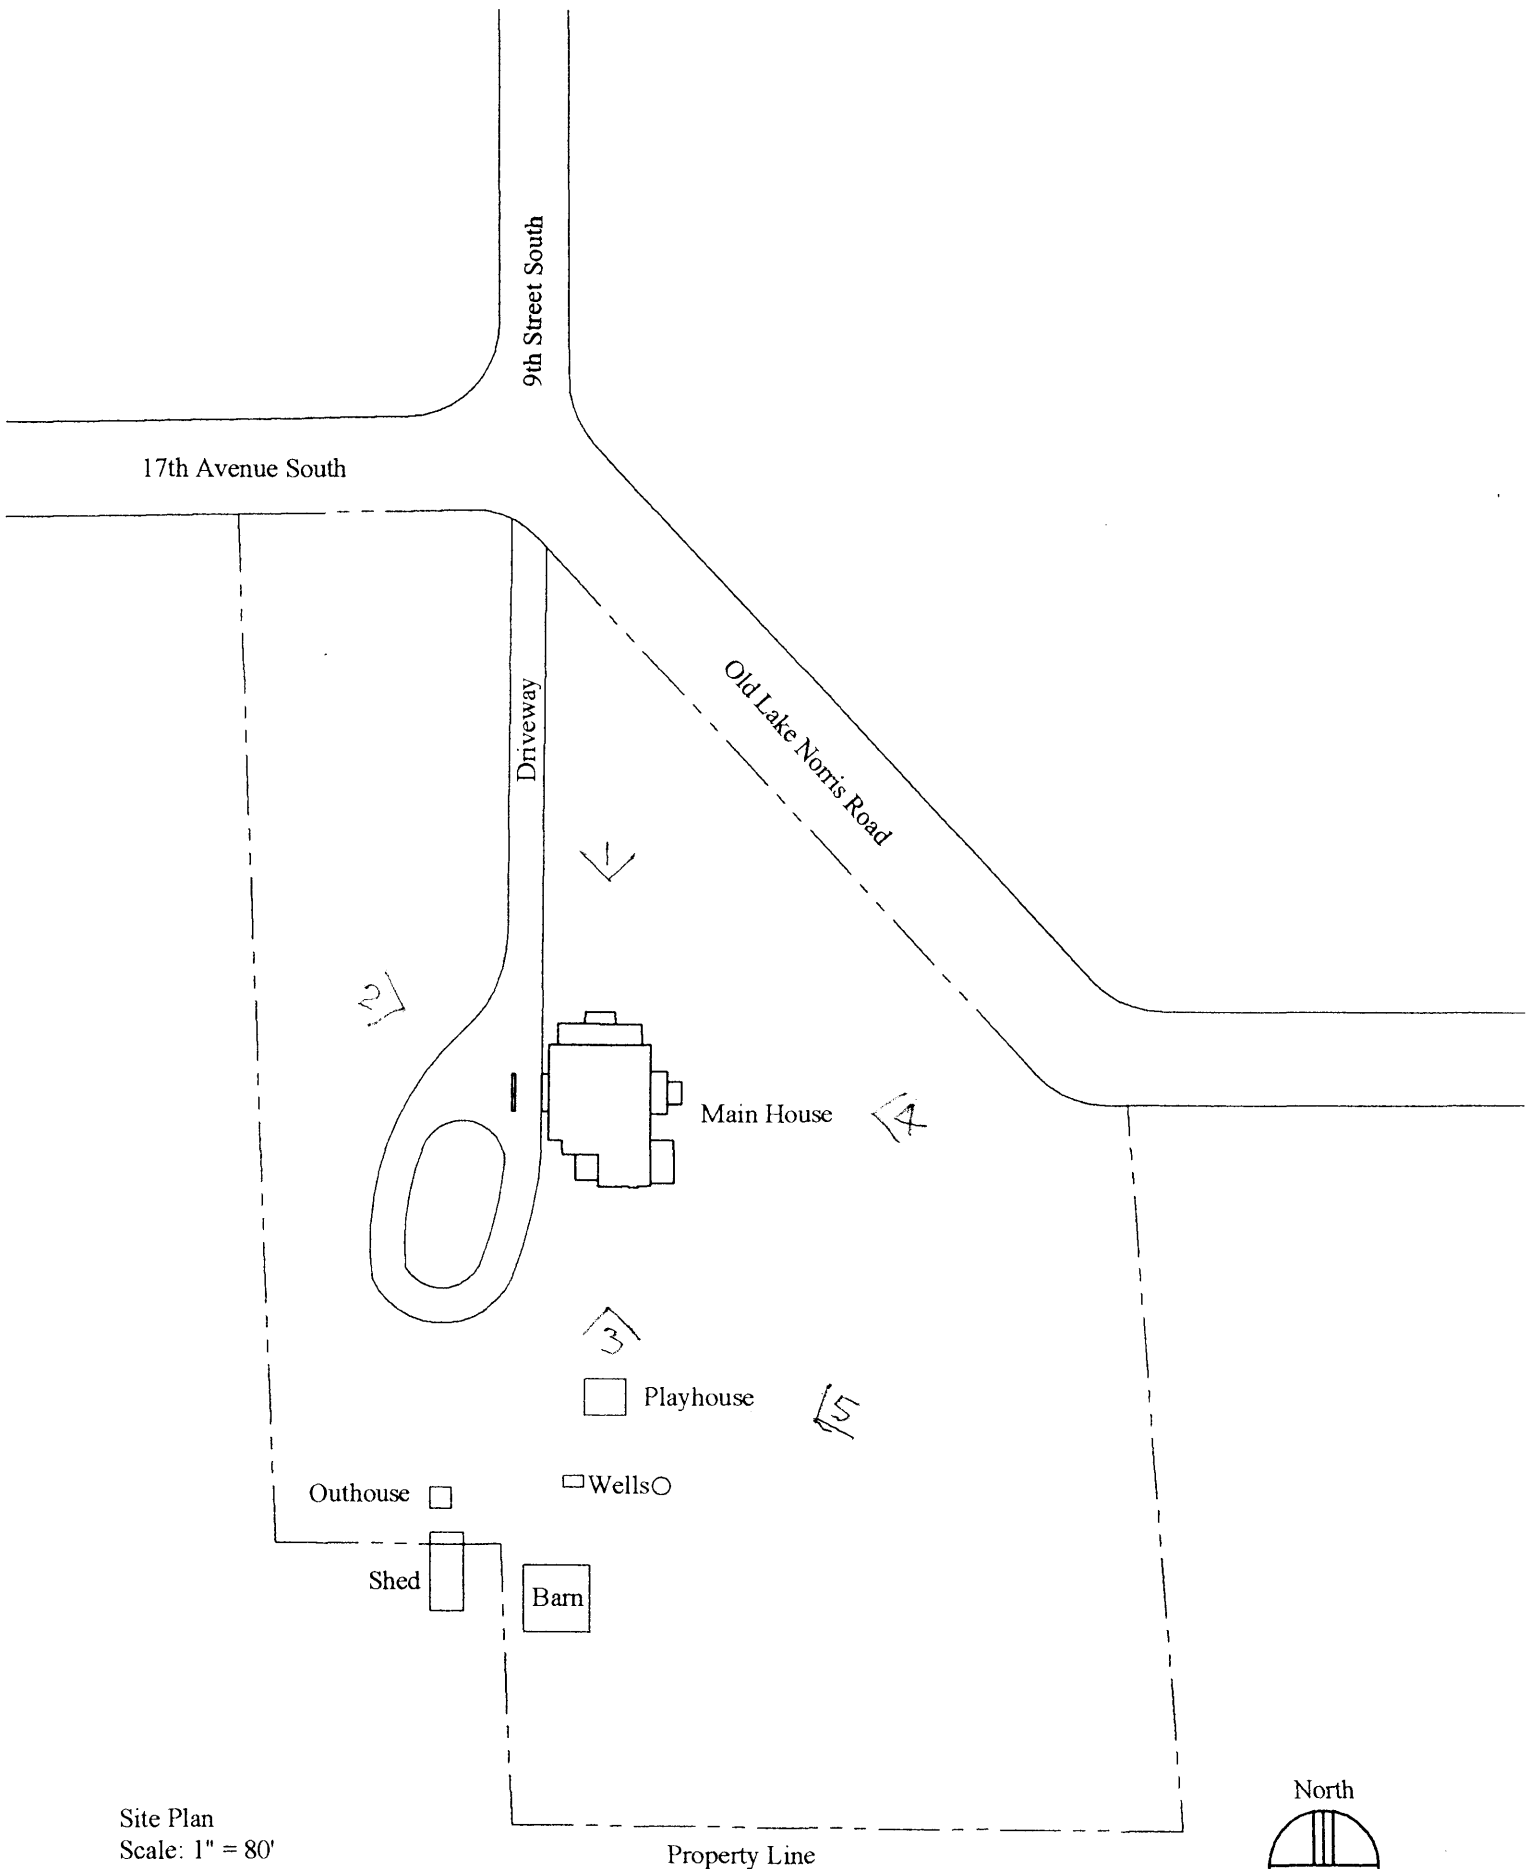 9th Street South
17th Avenue South
Old Lake Norris Road
Driveway
1
2
Main House
4
3
Playhouse
5
Wells
Outhouse
Shed
Barn
North
Site Plan
Scale: 1" = 80'
Property Line